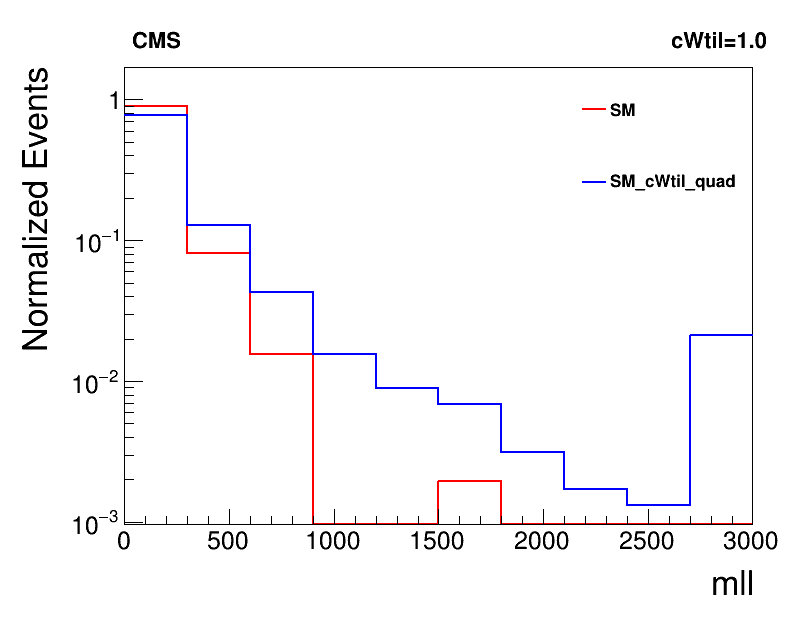 CMS
cWtil=1.0
Normalized Events
1
10⁻¹
10⁻²
10⁻³
SM
SM_cWtil_quad
0 500 1000 1500 2000 2500 3000
mll